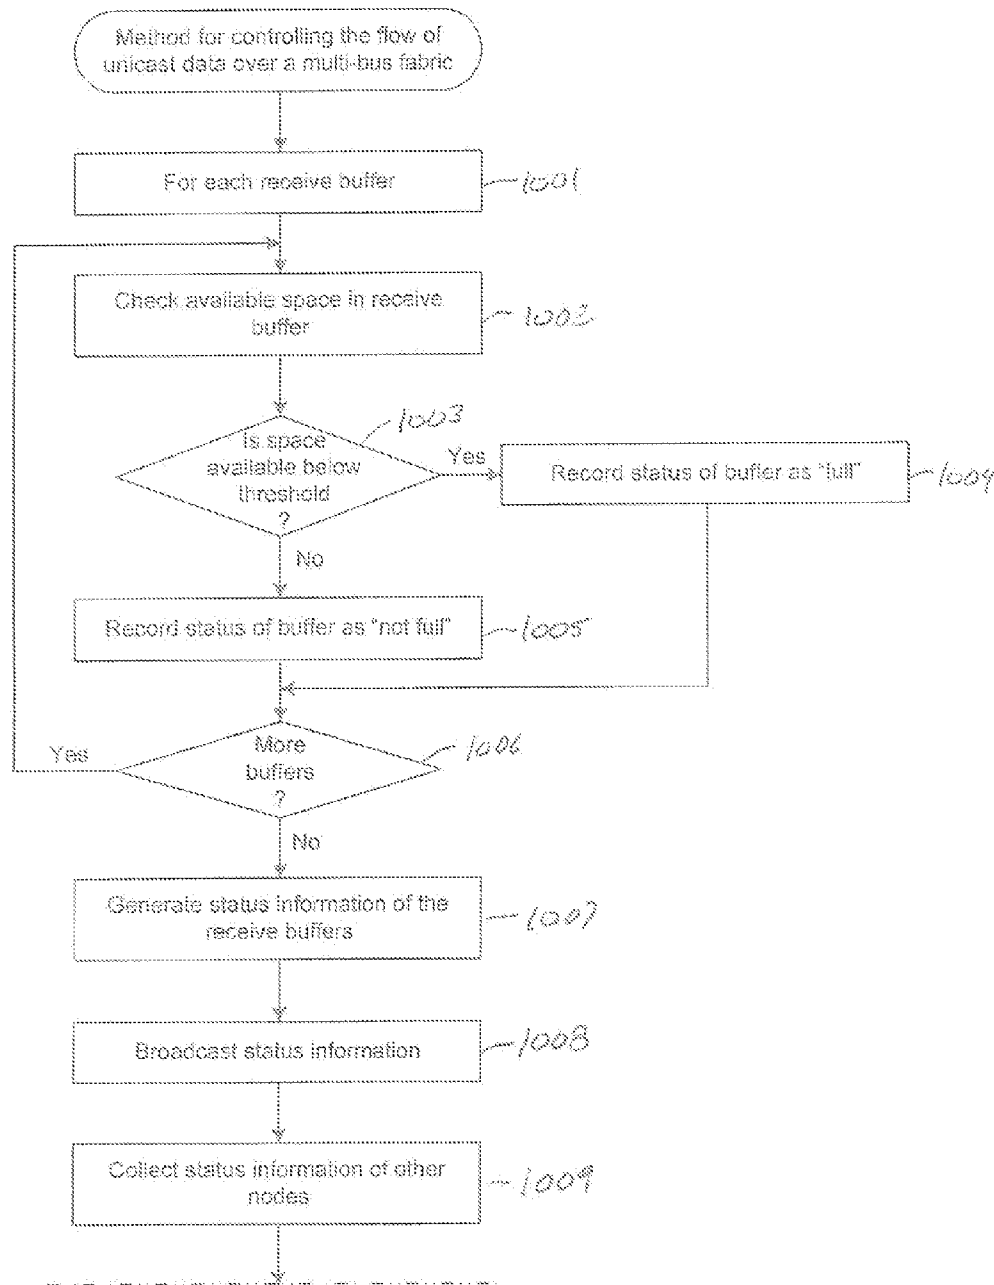 Method for controlling the flow of
unicast data over a multi-bus fabric
For each receive buffer
1001
Check available space in receive
buffer
1002
1003
Is space
available below
threshold
?
Yes
Record status of buffer as "full"
1004
No
Record status of buffer as "not full"
1005
Yes
More
buffers
?
1006
No
Generate status information of the
receive buffers
1007
Broadcast status information
1008
Collect status information of other
nodes
1009